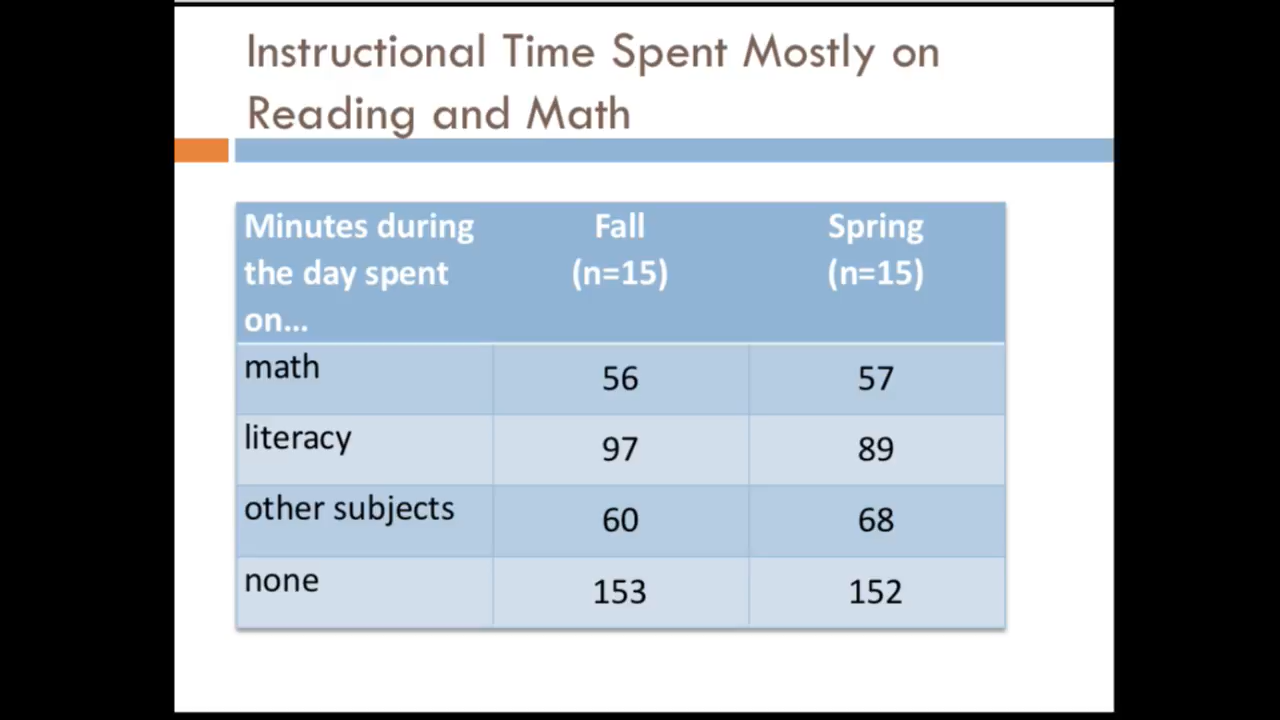 Instructional Time Spent Mostly on
Reading and Math
Minutes during
the day spent
on...
Fall
(n=15)
Spring
(n=15)
math
56
57
literacy
97
89
other subjects
60
68
none
153
152